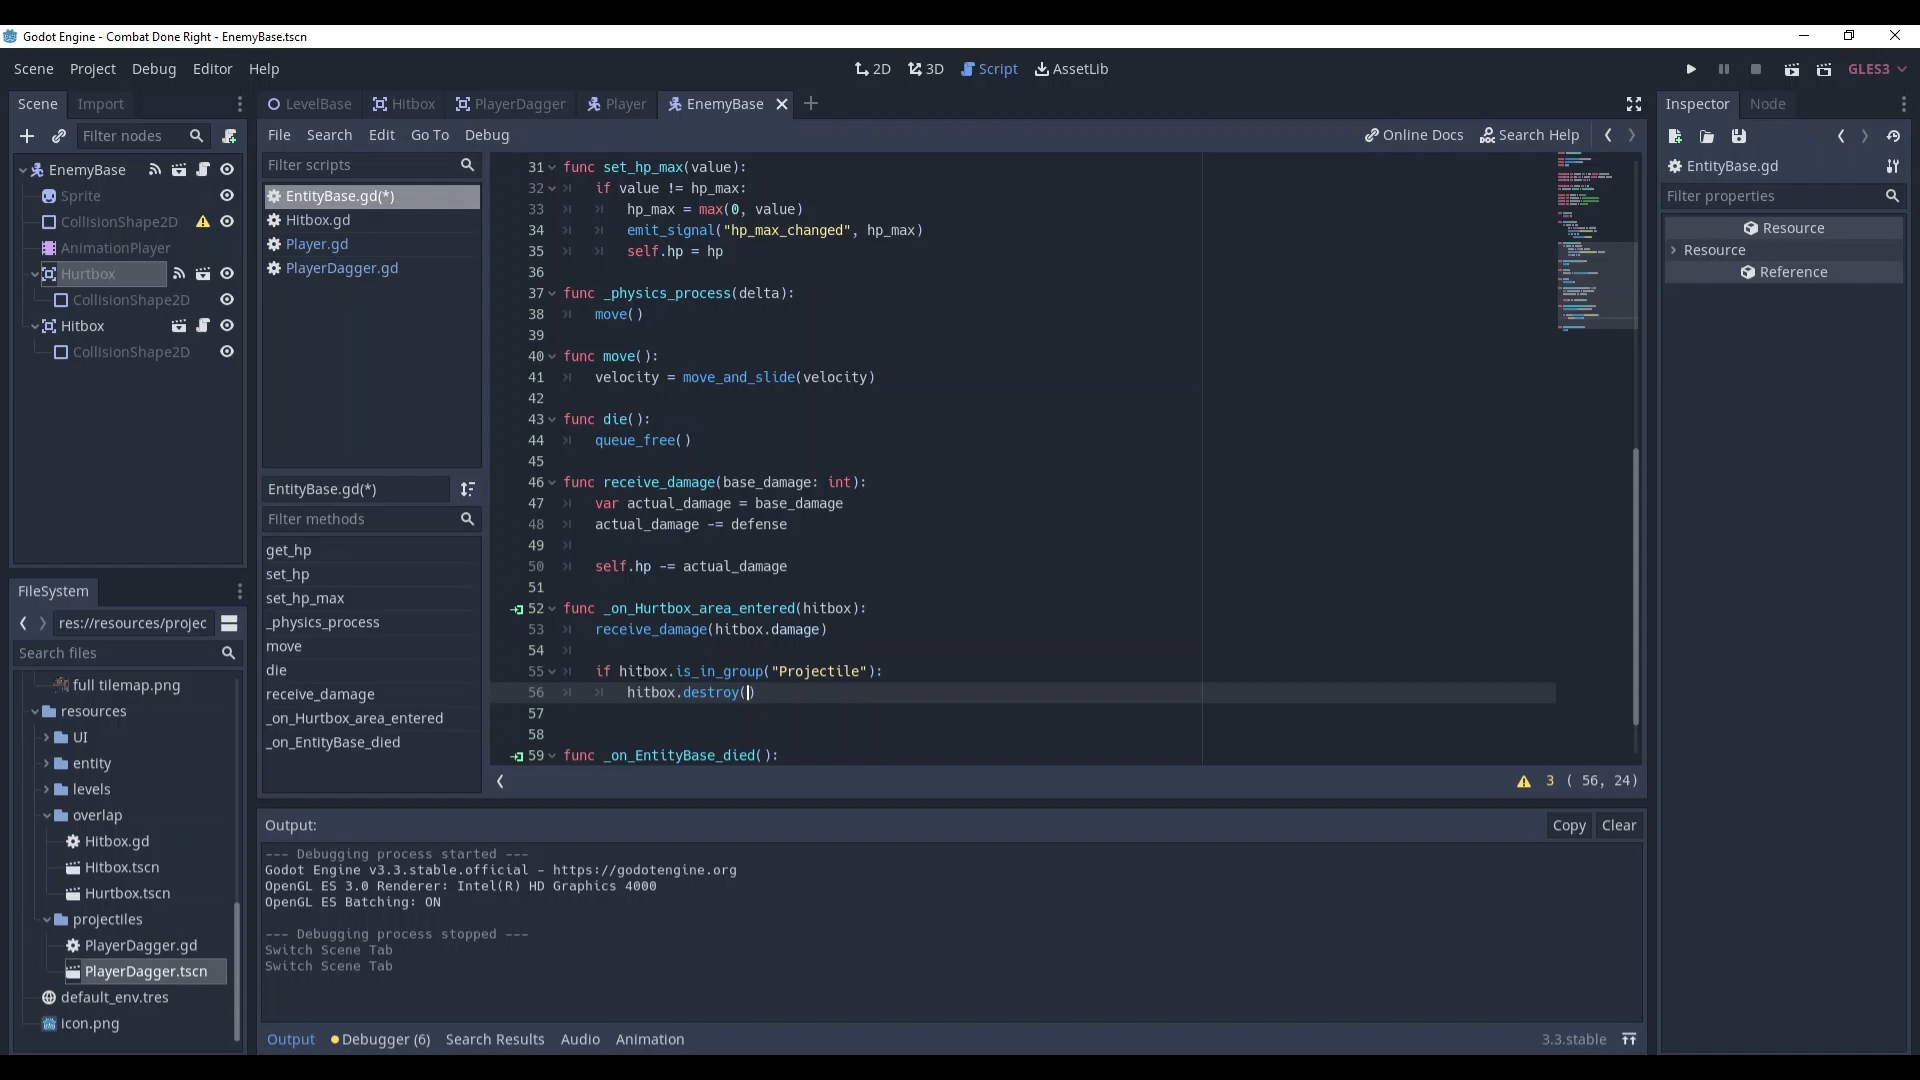 Godot Engine - Combat Done Right - EnemyBase.tscn
Scene Project Debug Editor Help
2D 3D Script AssetLib
GLES3
Scene Import
Filter nodes
EnemyBase
Sprite
CollisionShape2D
AnimationPlayer
Hurtbox
CollisionShape2D
Hitbox
CollisionShape2D
FileSystem
res://resources/projec
Search files
full tilemap.png
resources
UI
entity
levels
overlap
Hitbox.gd
Hitbox.tscn
Hurtbox.tscn
projectiles
PlayerDagger.gd
PlayerDagger.tscn
default_env.tres
icon.png
LevelBase Hitbox PlayerDagger Player EnemyBase
File Search Edit Go To Debug
Online Docs Search Help
Filter scripts
EntityBase.gd(*)
Hitbox.gd
Player.gd
PlayerDagger.gd
EntityBase.gd(*)
Filter methods
get_hp
set_hp
set_hp_max
_physics_process
move
die
receive_damage
_on_Hurtbox_area_entered
_on_EntityBase_died
31 func set_hp_max(value):
32 if value != hp_max:
33 hp_max = max(0, value)
34 emit_signal("hp_max_changed", hp_max)
35 self.hp = hp
36
37 func _physics_process(delta):
38 move()
39
40 func move():
41 velocity = move_and_slide(velocity)
42
43 func die():
44 queue_free()
45
46 func receive_damage(base_damage: int):
47 var actual_damage = base_damage
48 actual_damage -= defense
49
50 self.hp -= actual_damage
51
52 func _on_Hurtbox_area_entered(hitbox):
53 receive_damage(hitbox.damage)
54
55 if hitbox.is_in_group("Projectile"):
56 hitbox.destroy()
57
58
59 func _on_EntityBase_died():
3 ( 56, 24)
Output:
Copy Clear
--- Debugging process started ---
Godot Engine v3.3.stable.official - https://godotengine.org
OpenGL ES 3.0 Renderer: Intel(R) HD Graphics 4000
OpenGL ES Batching: ON
--- Debugging process stopped ---
Switch Scene Tab
Switch Scene Tab
Output Debugger (6) Search Results Audio Animation
3.3.stable
Inspector Node
EntityBase.gd
Filter properties
Resource
Resource
Reference